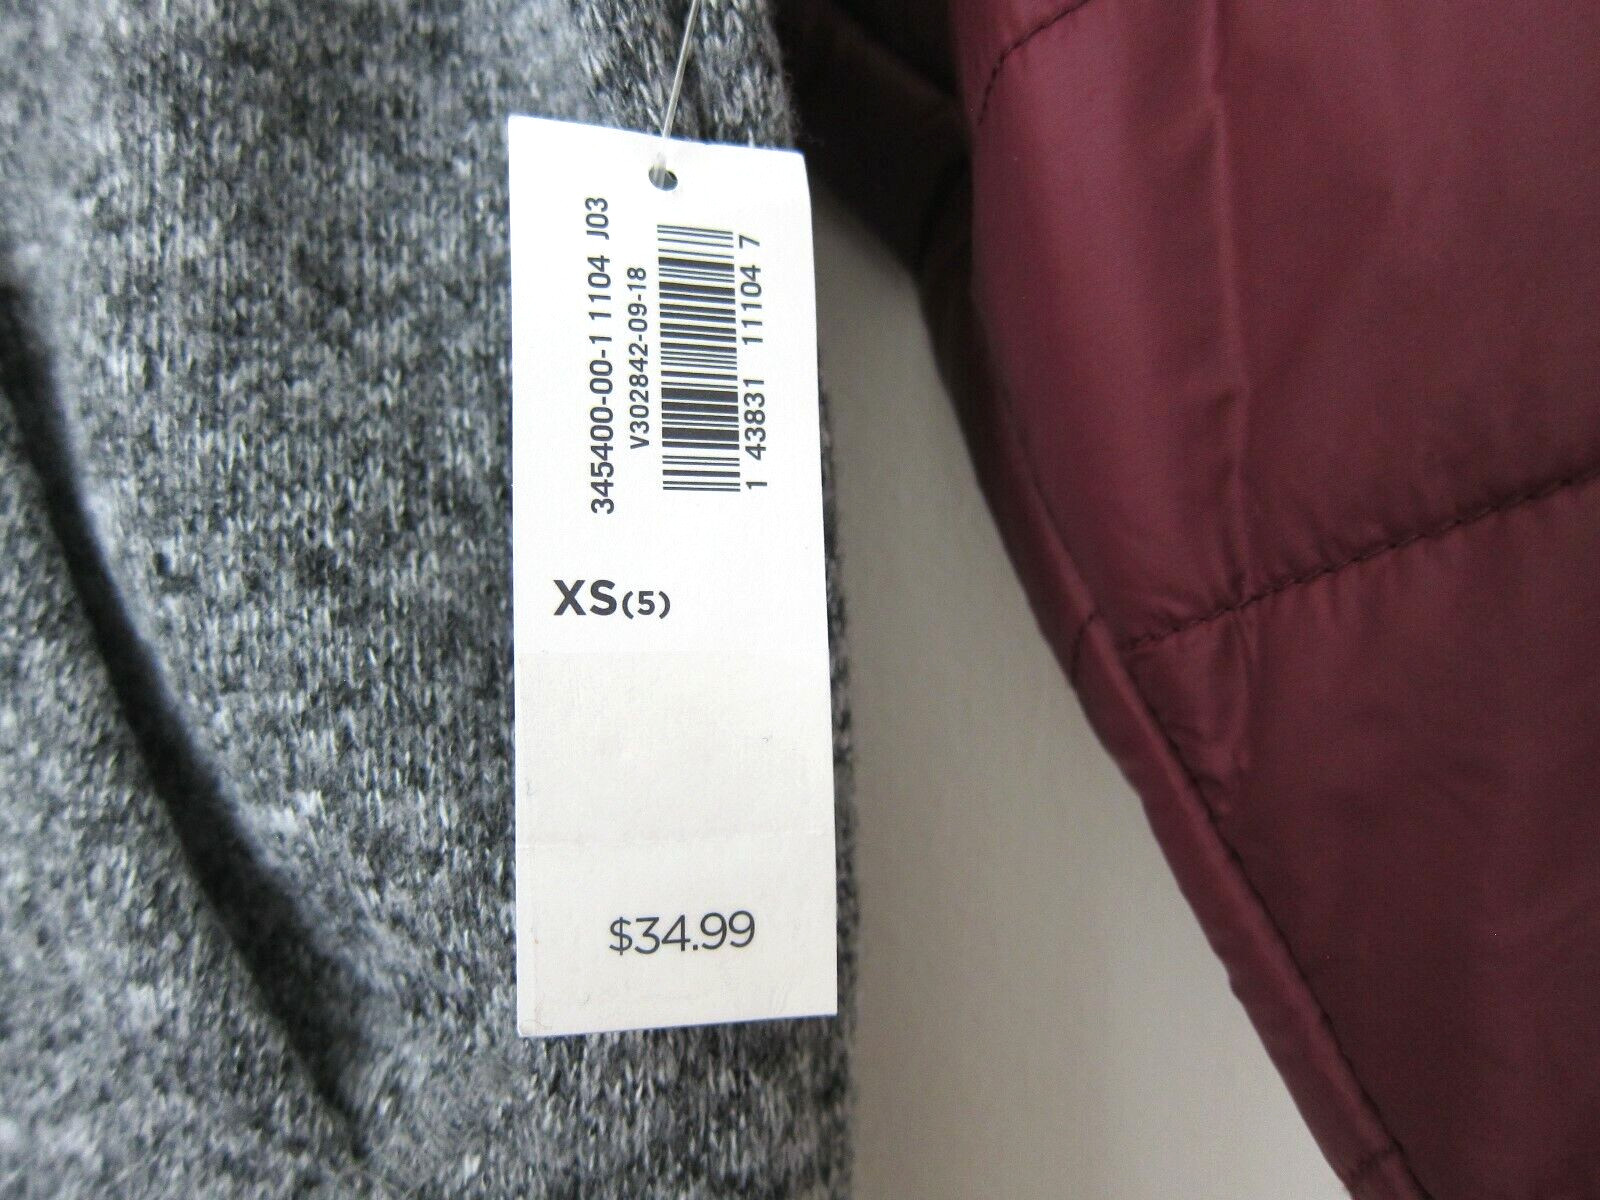 345400-00-1 1104 J03
V302842-09-18
1 43831 11104 7
XS(5)
$34.99